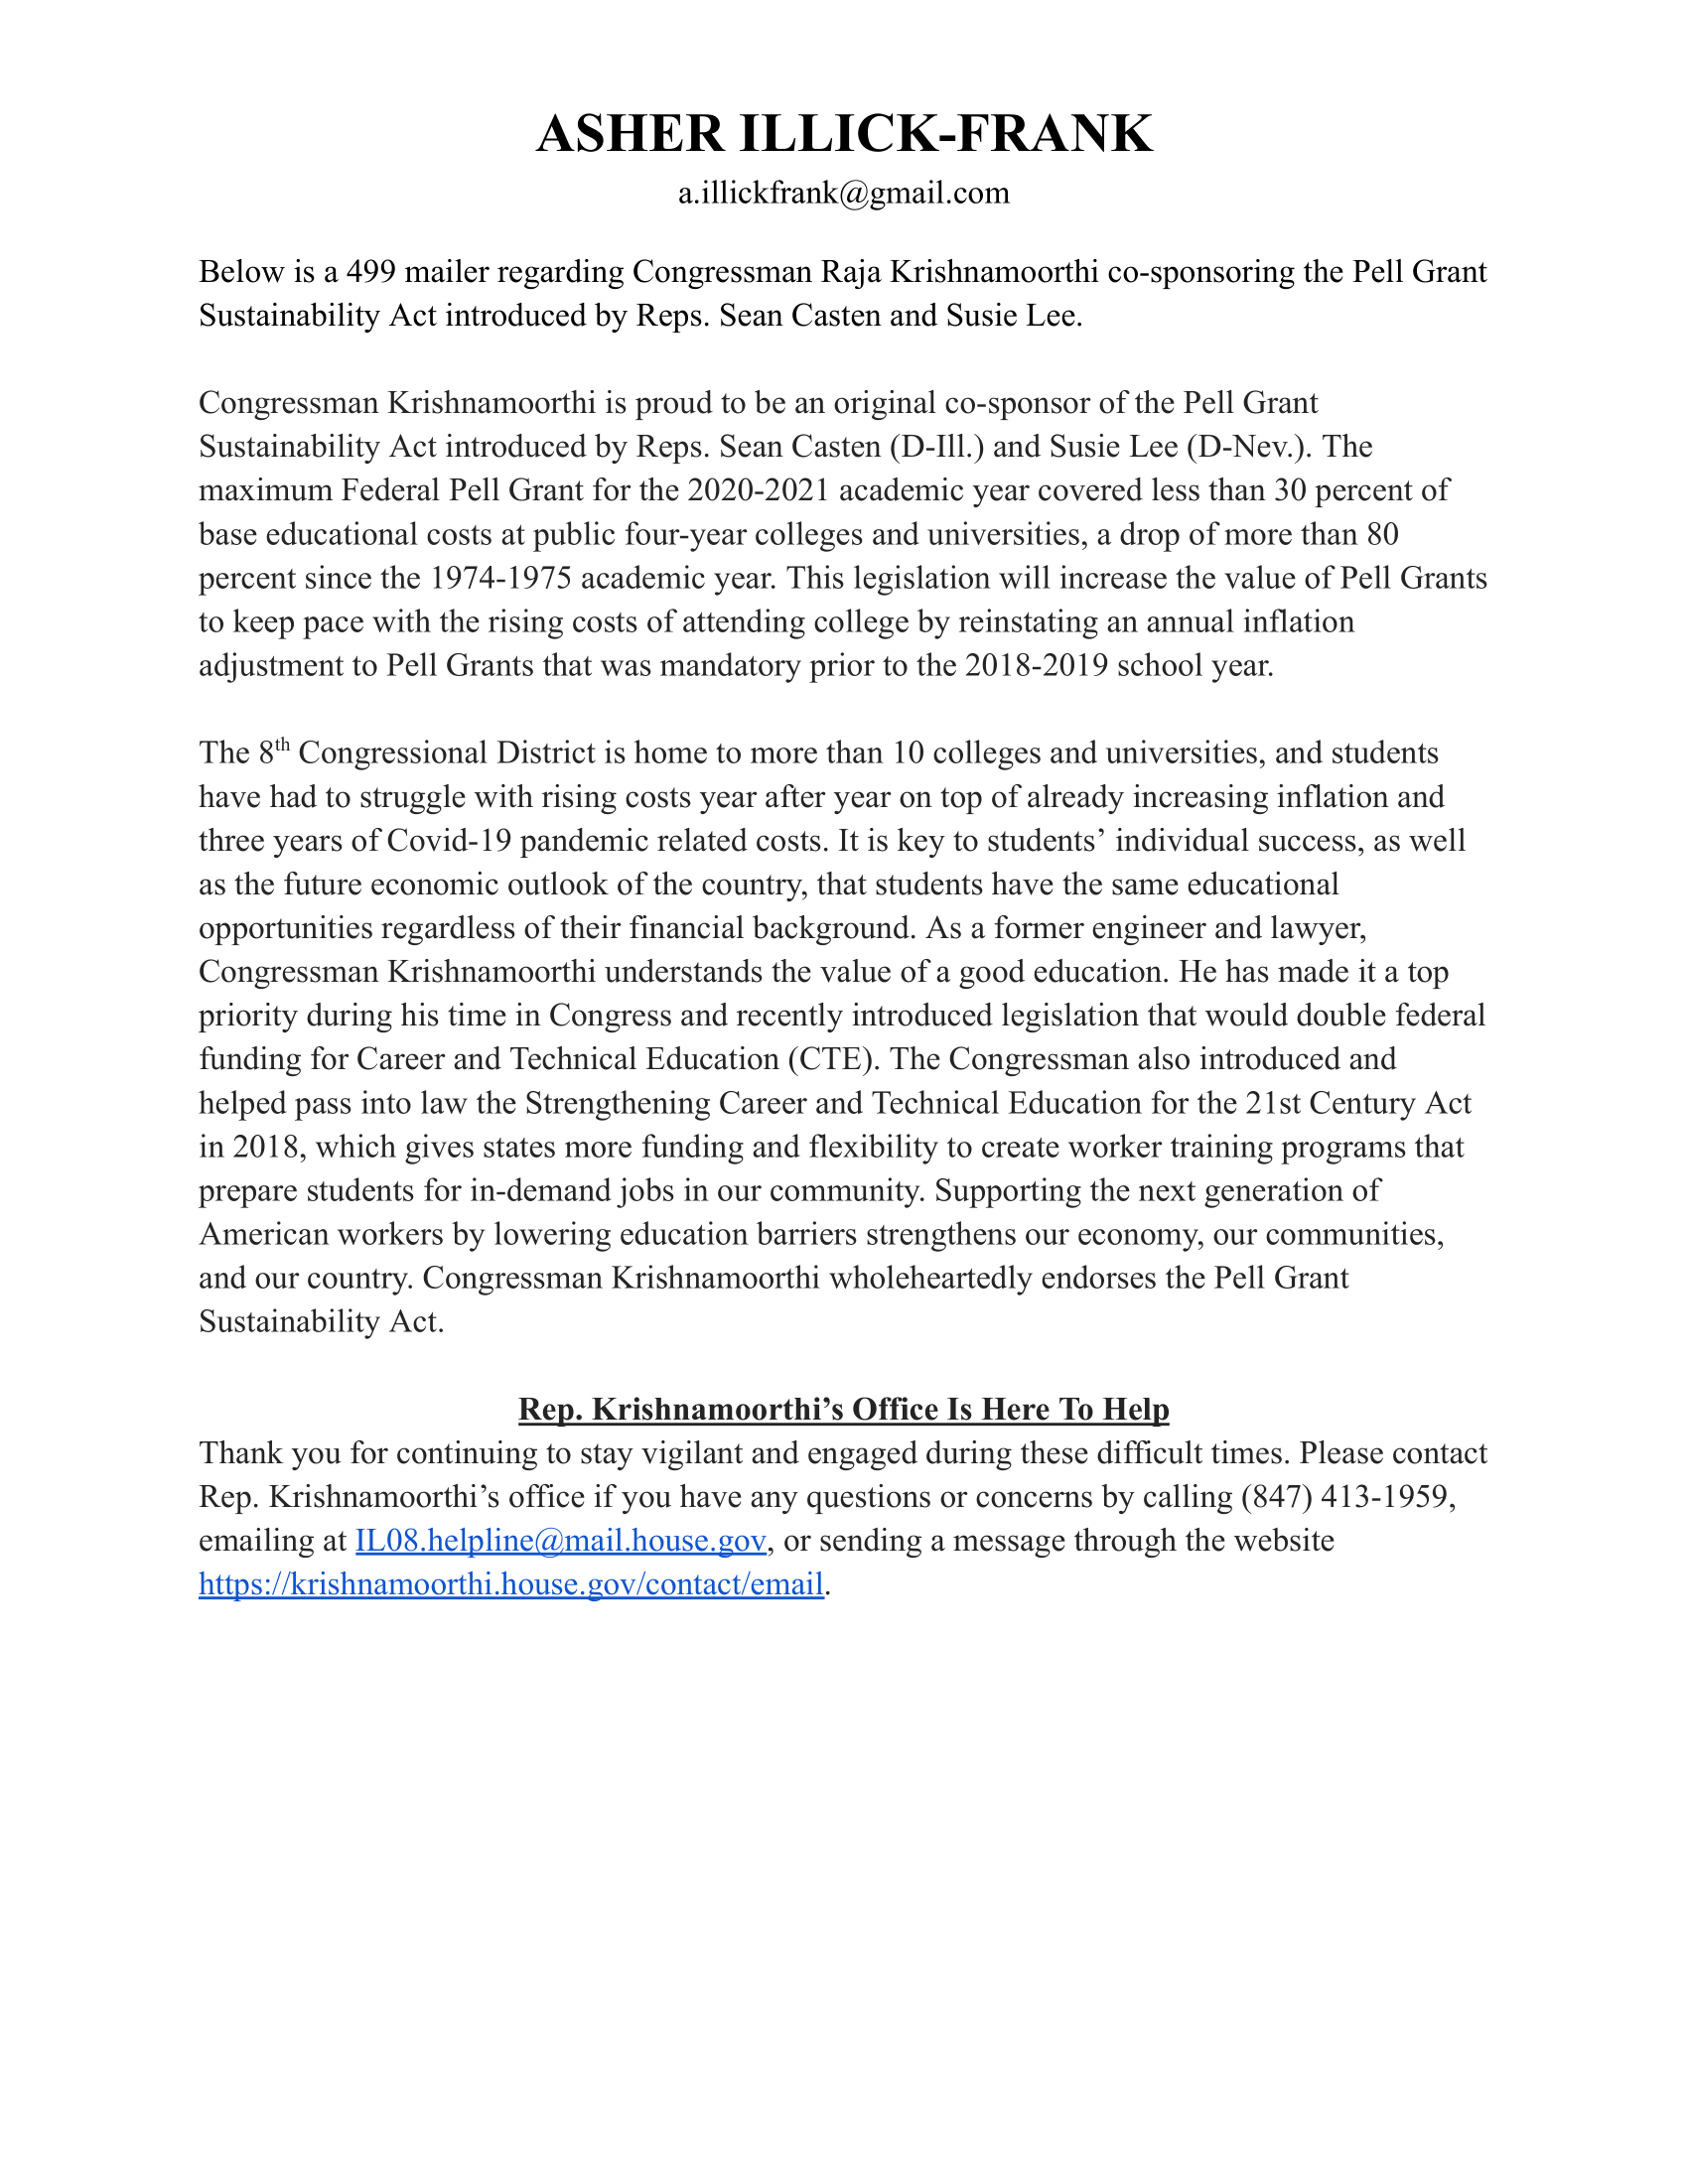 ASHER ILLICK-FRANK
a.illickfrank@gmail.com
Below is a 499 mailer regarding Congressman Raja Krishnamoorthi co-sponsoring the Pell Grant
Sustainability Act introduced by Reps. Sean Casten and Susie Lee.
Congressman Krishnamoorthi is proud to be an original co-sponsor of the Pell Grant
Sustainability Act introduced by Reps. Sean Casten (D-Ill.) and Susie Lee (D-Nev.). The
maximum Federal Pell Grant for the 2020-2021 academic year covered less than 30 percent of
base educational costs at public four-year colleges and universities, a drop of more than 80
percent since the 1974-1975 academic year. This legislation will increase the value of Pell Grants
to keep pace with the rising costs of attending college by reinstating an annual inflation
adjustment to Pell Grants that was mandatory prior to the 2018-2019 school year.
The 8th Congressional District is home to more than 10 colleges and universities, and students
have had to struggle with rising costs year after year on top of already increasing inflation and
three years of Covid-19 pandemic related costs. It is key to students’ individual success, as well
as the future economic outlook of the country, that students have the same educational
opportunities regardless of their financial background. As a former engineer and lawyer,
Congressman Krishnamoorthi understands the value of a good education. He has made it a top
priority during his time in Congress and recently introduced legislation that would double federal
funding for Career and Technical Education (CTE). The Congressman also introduced and
helped pass into law the Strengthening Career and Technical Education for the 21st Century Act
in 2018, which gives states more funding and flexibility to create worker training programs that
prepare students for in-demand jobs in our community. Supporting the next generation of
American workers by lowering education barriers strengthens our economy, our communities,
and our country. Congressman Krishnamoorthi wholeheartedly endorses the Pell Grant
Sustainability Act.
Rep. Krishnamoorthi’s Office Is Here To Help
Thank you for continuing to stay vigilant and engaged during these difficult times. Please contact
Rep. Krishnamoorthi’s office if you have any questions or concerns by calling (847) 413-1959,
emailing at IL08.helpline@mail.house.gov, or sending a message through the website
https://krishnamoorthi.house.gov/contact/email.